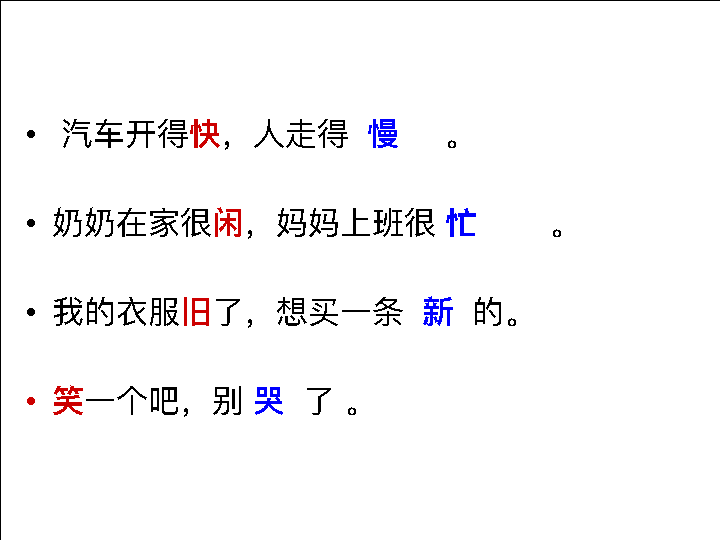 • 汽车开得快，人走得 慢 。
• 奶奶在家很闲，妈妈上班很 忙 。
• 我的衣服旧了，想买一条 新 的。
• 笑一个吧，别 哭 了 。